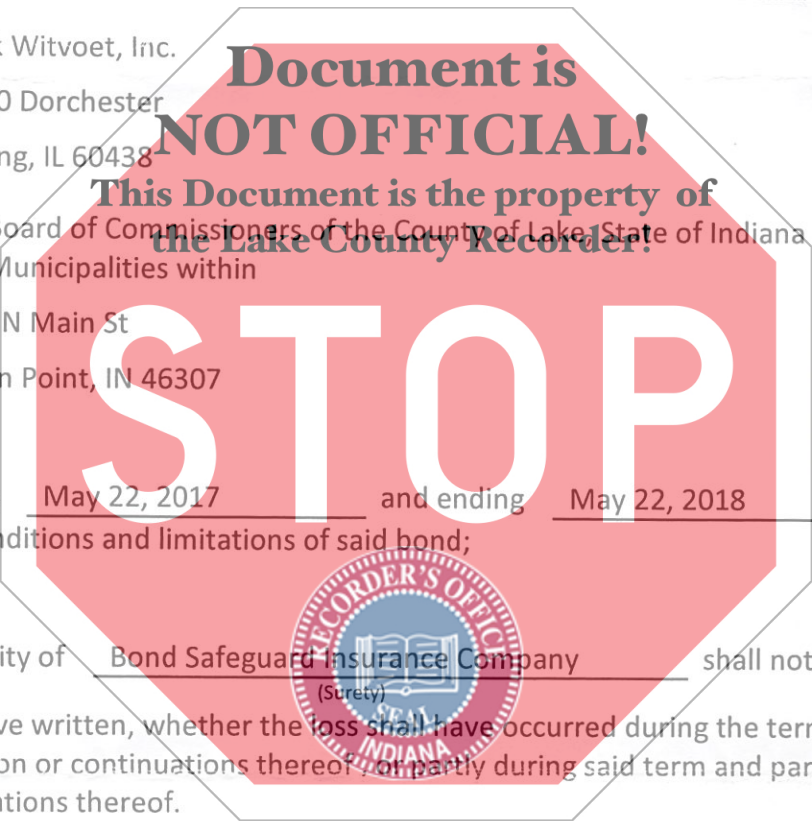 Witvoet, Inc.
Document is
0 Dorchester
NOT OFFICIAL!
ng, IL 60438
This Document is the property of
oard of Commissioners of the County of Lake, State of Indiana
the Lake County Recorder!
Municipalities within
N Main St
n Point, IN 46307
STOP
May 22, 2017 and ending May 22, 2018
nditions and limitations of said bond;
RECORDER'S OFFICE
ity of Bond Safeguard Insurance Company shall not
(Surety)
SEAL
ve written, whether the loss shall have occurred during the terr
INDIANA
on or continuations thereof, or partly during said term and par
ations thereof.